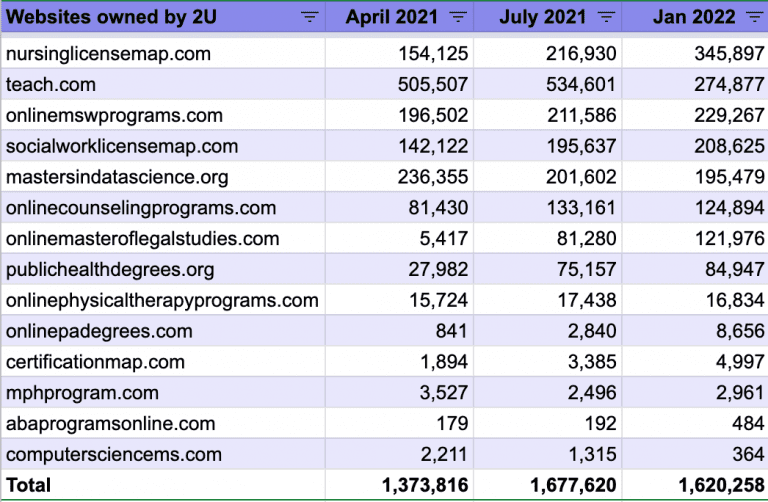 Websites owned by 2U April 2021 July 2021 Jan 2022
nursinglicensemap.com 154,125 216,930 345,897
teach.com 505,507 534,601 274,877
onlinemswprograms.com 196,502 211,586 229,267
socialworklicensemap.com 142,122 195,637 208,625
mastersindatascience.org 236,355 201,602 195,479
onlinecounselingprograms.com 81,430 133,161 124,894
onlinemasteroflegalstudies.com 5,417 81,280 121,976
publichealthdegrees.org 27,982 75,157 84,947
onlinephysicaltherapyprograms.com 15,724 17,438 16,834
onlinepadegrees.com 841 2,840 8,656
certificationmap.com 1,894 3,385 4,997
mphprogram.com 3,527 2,496 2,961
abaprogramsonline.com 179 192 484
computersciencems.com 2,211 1,315 364
Total 1,373,816 1,677,620 1,620,258